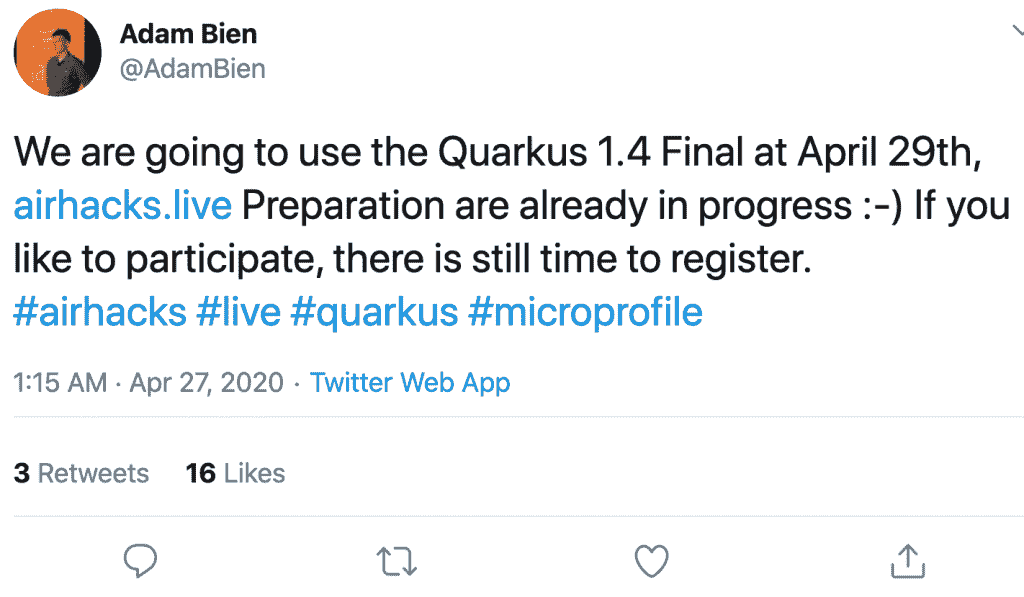 Adam Bien
@AdamBien
We are going to use the Quarkus 1.4 Final at April 29th,
airhacks.live Preparation are already in progress :-) If you
like to participate, there is still time to register.
#airhacks #live #quarkus #microprofile
1:15 AM · Apr 27, 2020 · Twitter Web App
3 Retweets 16 Likes